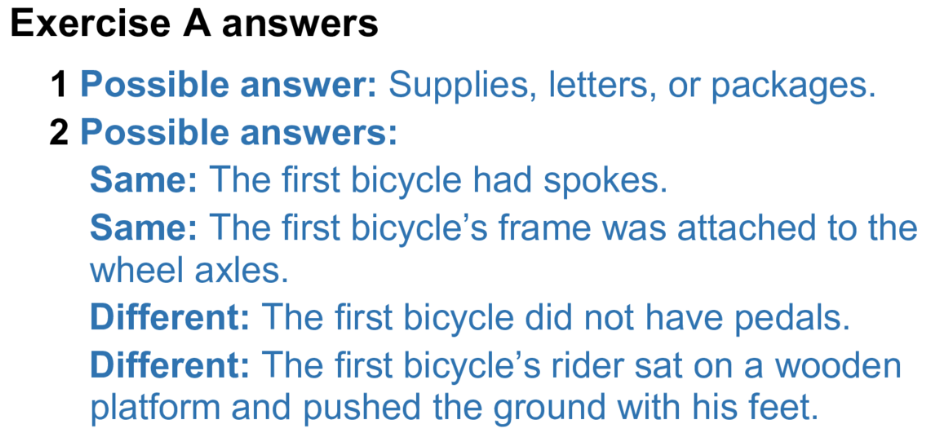 Exercise A answers
1 Possible answer: Supplies, letters, or packages.
2 Possible answers:
Same: The first bicycle had spokes.
Same: The first bicycle’s frame was attached to the
wheel axles.
Different: The first bicycle did not have pedals.
Different: The first bicycle’s rider sat on a wooden
platform and pushed the ground with his feet.